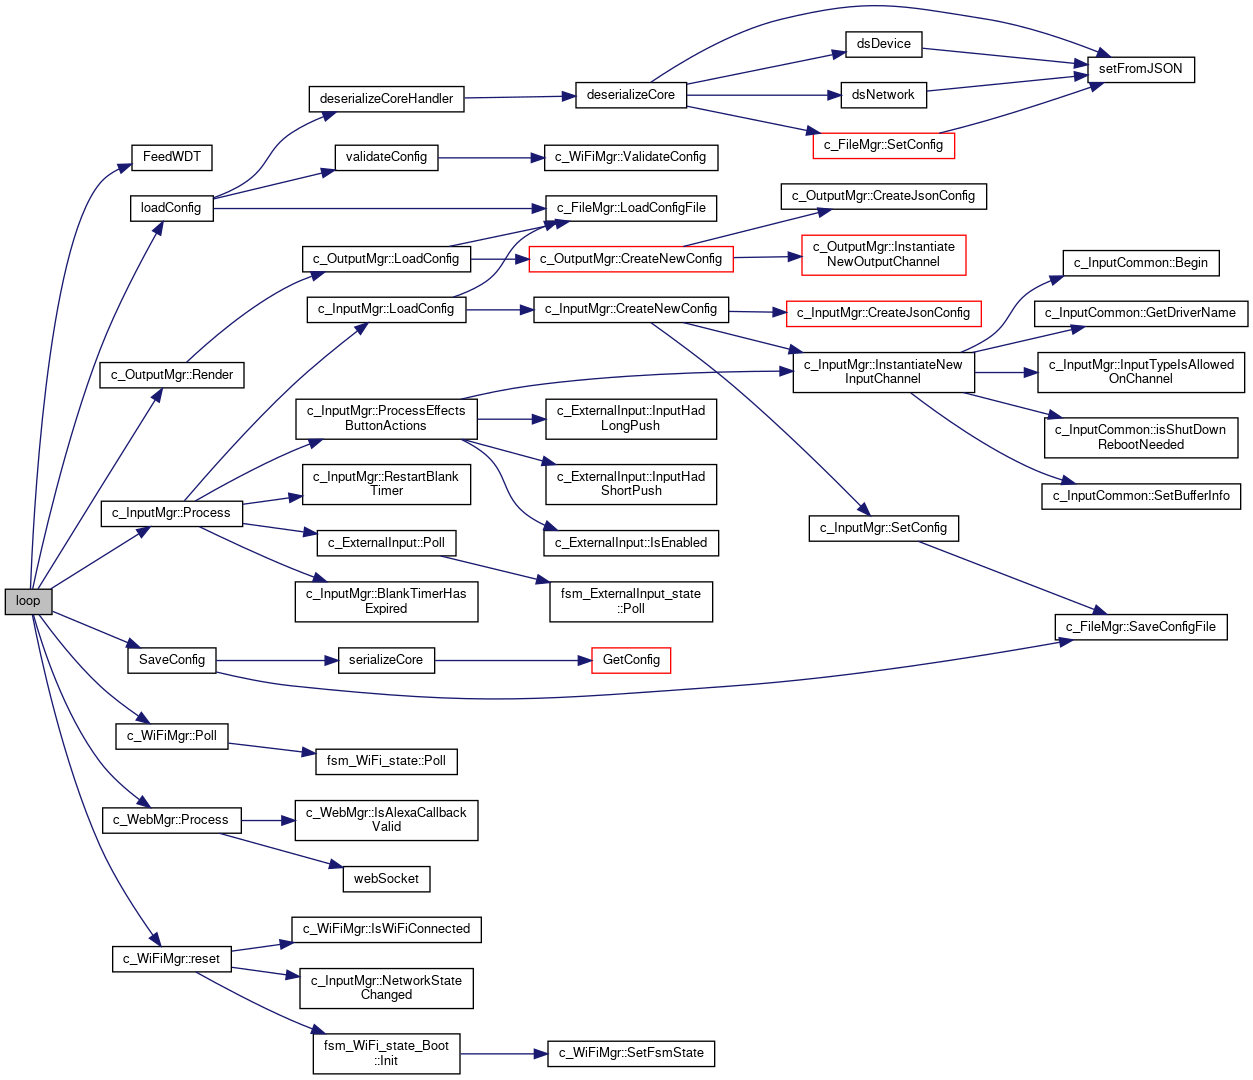 loop
FeedWDT
loadConfig
c_OutputMgr::Render
c_InputMgr::Process
SaveConfig
c_WiFiMgr::Poll
c_WebMgr::Process
c_WiFiMgr::reset
deserializeCoreHandler
validateConfig
c_OutputMgr::LoadConfig
c_InputMgr::LoadConfig
c_InputMgr::ProcessEffects
ButtonActions
c_InputMgr::RestartBlank
Timer
c_ExternalInput::Poll
c_InputMgr::BlankTimerHas
Expired
serializeCore
fsm_WiFi_state::Poll
c_WebMgr::IsAlexaCallback
Valid
webSocket
c_WiFiMgr::IsWiFiConnected
c_InputMgr::NetworkState
Changed
fsm_WiFi_state_Boot
::Init
deserializeCore
c_WiFiMgr::ValidateConfig
c_FileMgr::LoadConfigFile
c_OutputMgr::CreateNewConfig
c_InputMgr::CreateNewConfig
c_ExternalInput::InputHad
LongPush
c_ExternalInput::InputHad
ShortPush
c_ExternalInput::IsEnabled
fsm_ExternalInput_state
::Poll
GetConfig
c_WiFiMgr::SetFsmState
dsDevice
dsNetwork
c_FileMgr::SetConfig
c_OutputMgr::CreateJsonConfig
c_OutputMgr::Instantiate
NewOutputChannel
c_InputMgr::CreateJsonConfig
c_InputMgr::InstantiateNew
InputChannel
c_InputMgr::SetConfig
setFromJSON
c_InputCommon::Begin
c_InputCommon::GetDriverName
c_InputMgr::InputTypeIsAllowed
OnChannel
c_InputCommon::isShutDown
RebootNeeded
c_InputCommon::SetBufferInfo
c_FileMgr::SaveConfigFile